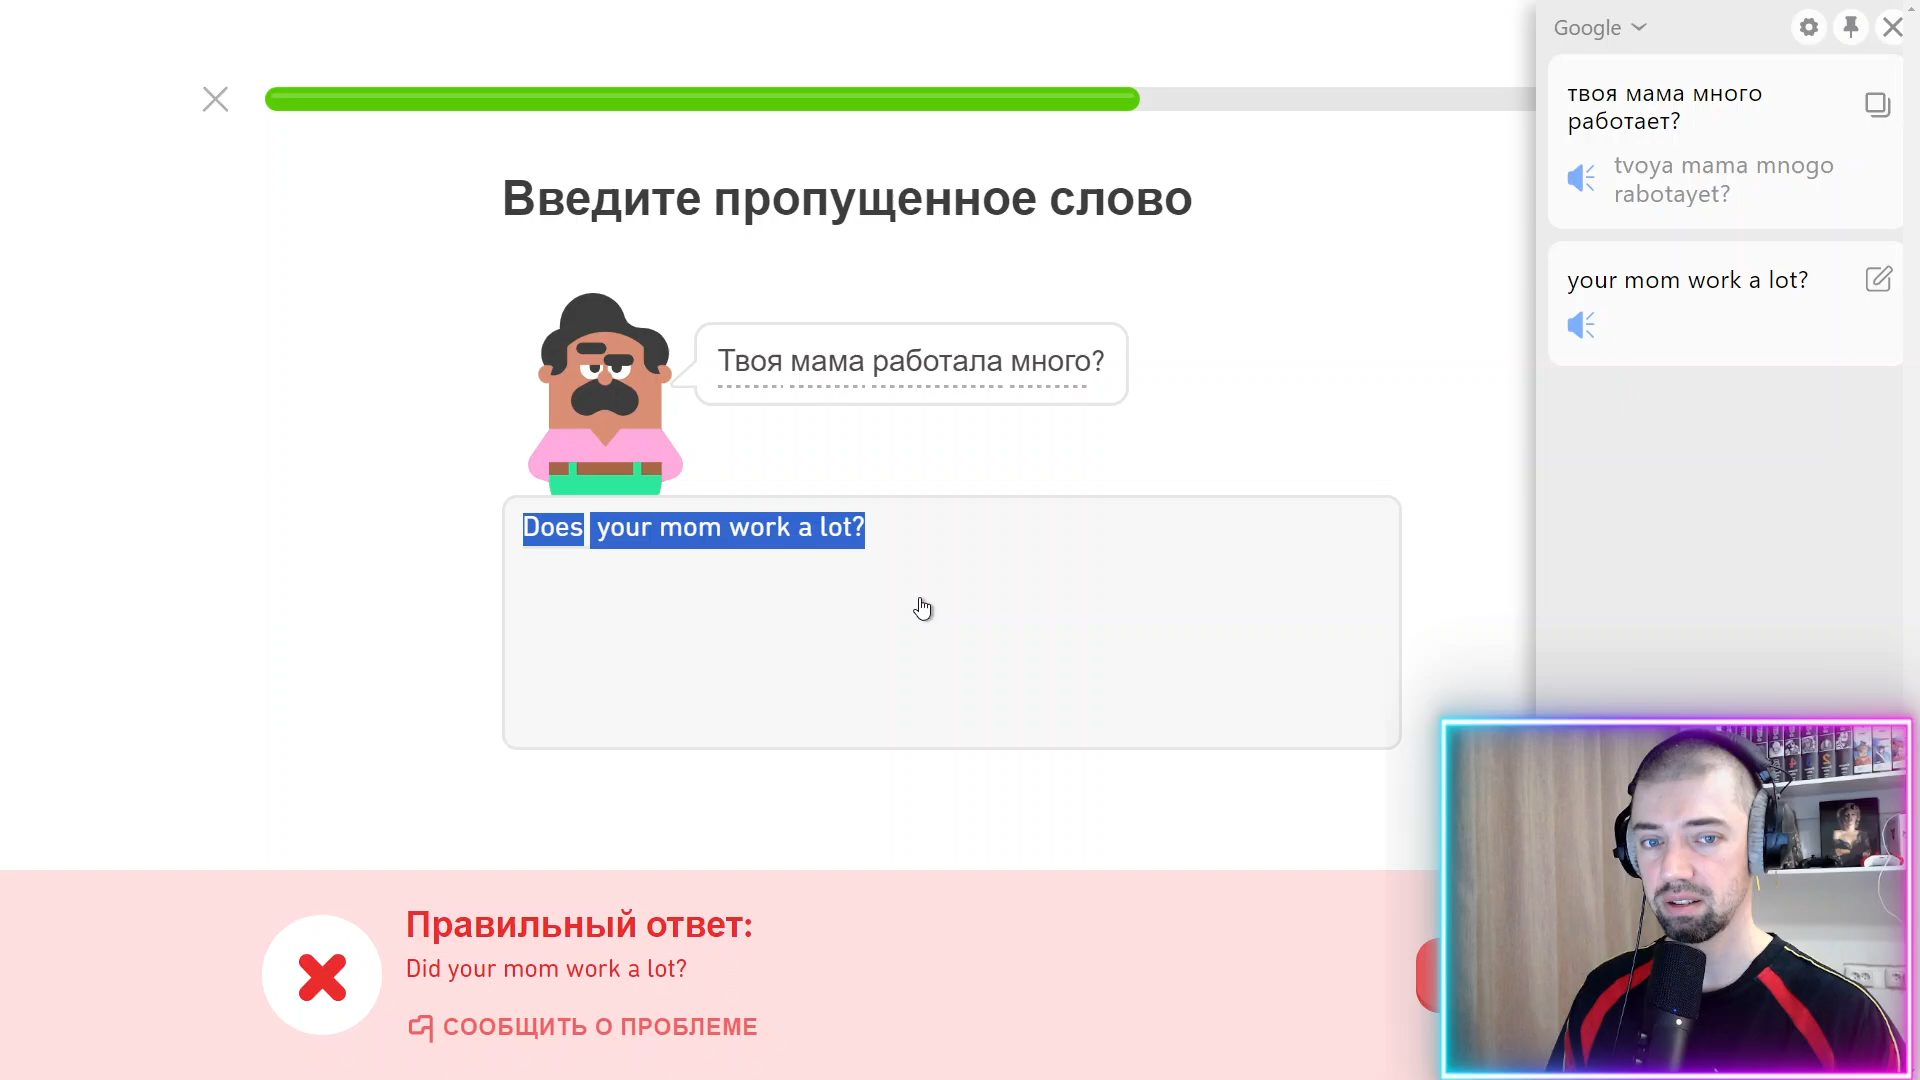 Google
твоя мама много
работает?
tvoya mama mnogo
rabotayet?
your mom work a lot?
Введите пропущенное слово
Твоя мама работала много?
Does your mom work a lot?
Правильный ответ:
Did your mom work a lot?
СООБЩИТЬ О ПРОБЛЕМЕ